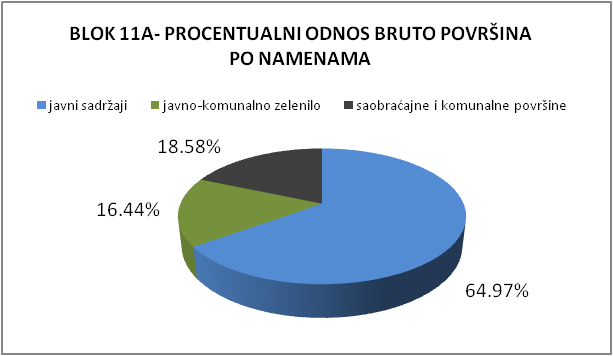 BLOK 11A- PROCENTUALNI ODNOS BRUTO POVRŠINA
PO NAMENAMA
javni sadržaji javno-komunalno zelenilo saobraćajne i komunalne površine
18.58%
16.44%
64.97%